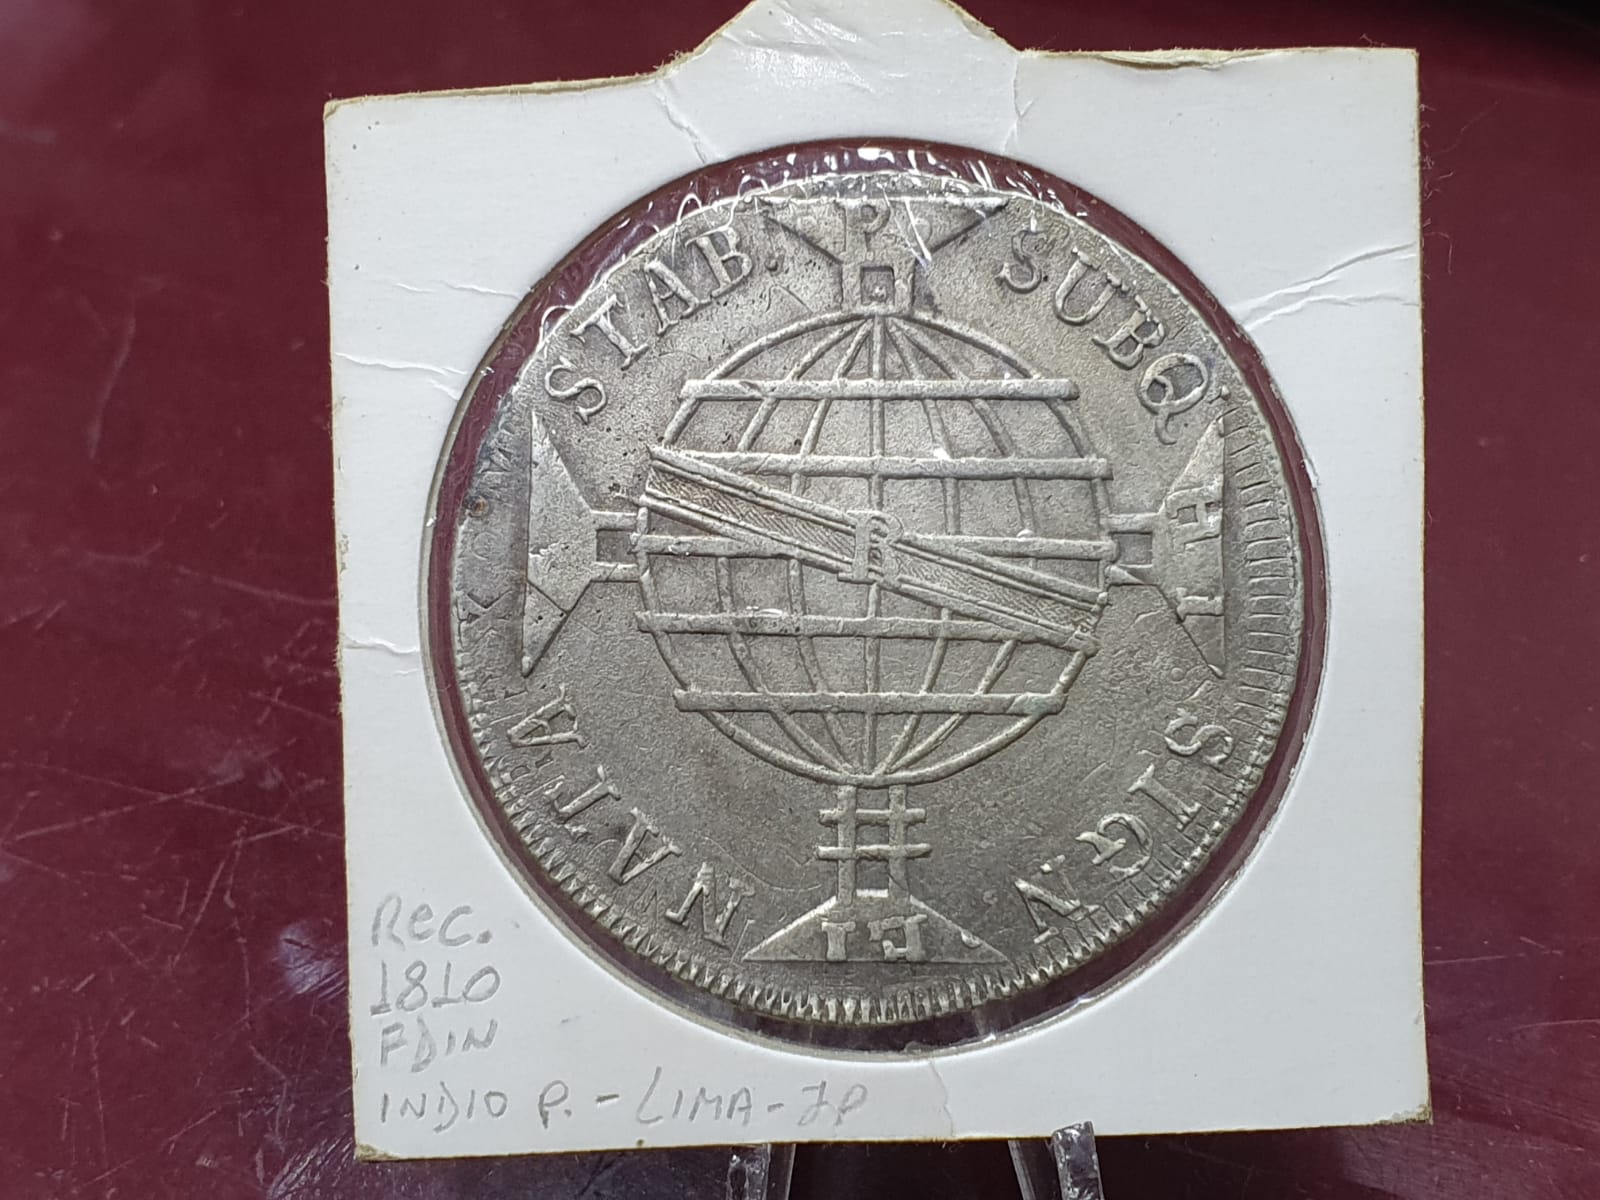 STAB. SUBQ. SIGN NATA
B
Rec.
1810
FDIN
INDIO P. - LIMA - JP